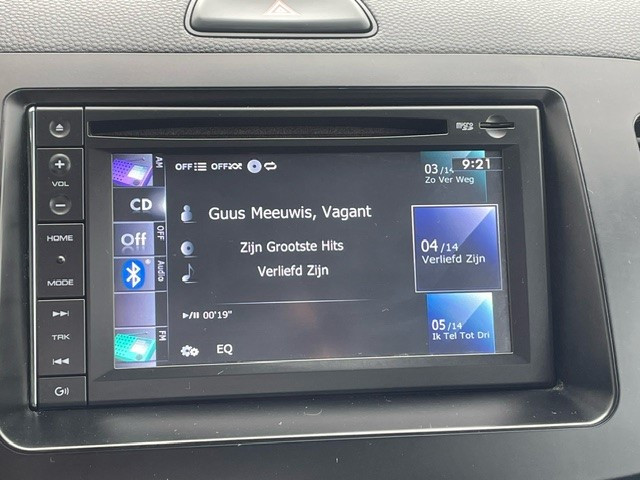 microSD
VOL
HOME
MODE
TRK
AM
CD
Off
OFF
Audio
FM
OFF OFF
Guus Meeuwis, Vagant
Zijn Grootste Hits
Verliefd Zijn
00'19"
EQ
9:21
03/14
Zo Ver Weg
04/14
Verliefd Zijn
05/14
Ik Tel Tot Dri